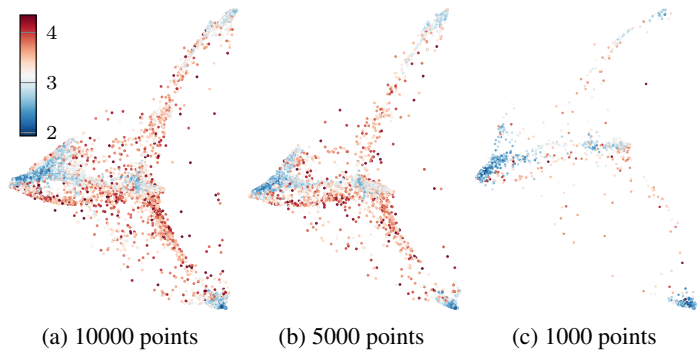 4
3
2
(a) 10000 points
(b) 5000 points
(c) 1000 points